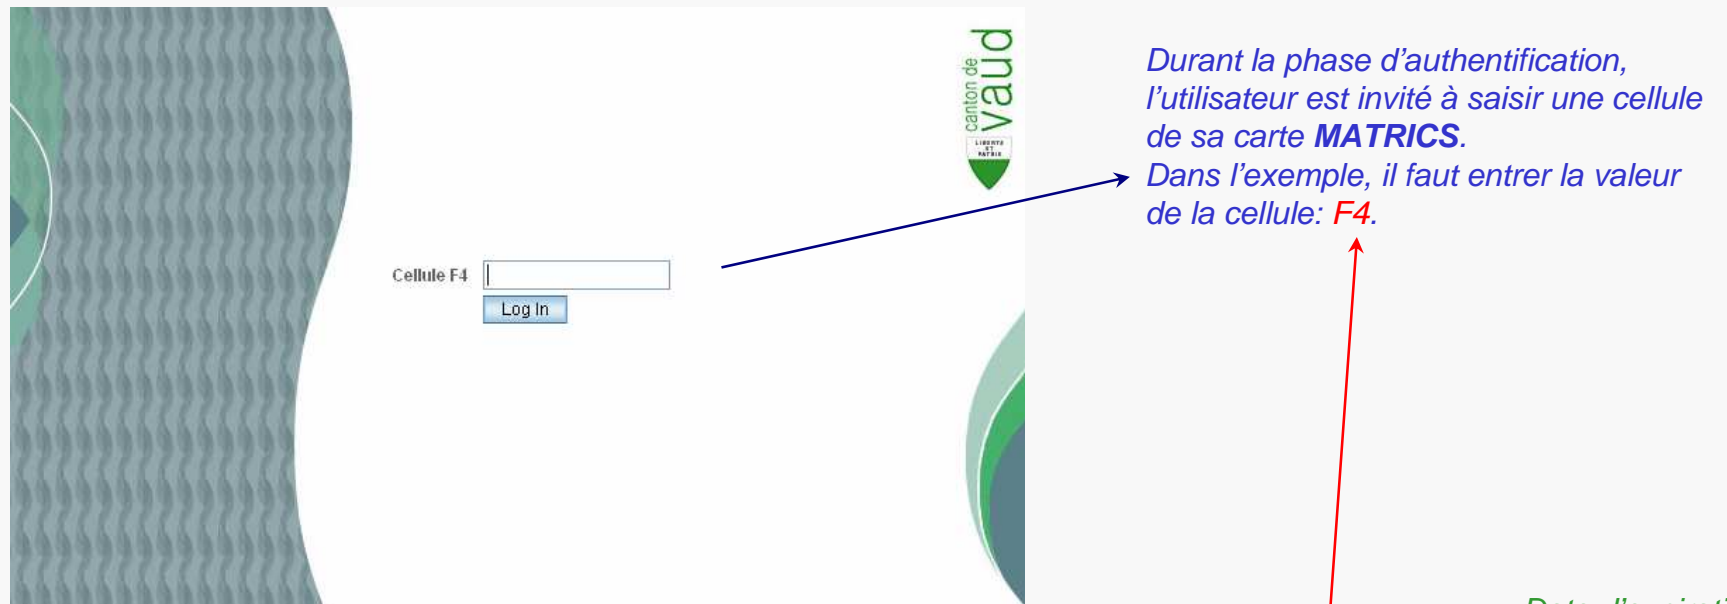 canton de
vaud
LIBERTÉ
ET
PATRIE
Cellule F4
Log In
Durant la phase d’authentification,
l’utilisateur est invité à saisir une cellule
de sa carte MATRICS.
Dans l’exemple, il faut entrer la valeur
de la cellule: F4.